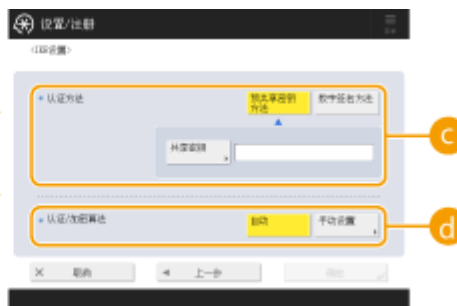 设置/注册
<IKE设置>
认证方法
预共享密钥
方法
数字签名方法
共享密钥
c
认证/加密算法
自动
手动设置
d
取消
上一步
确定